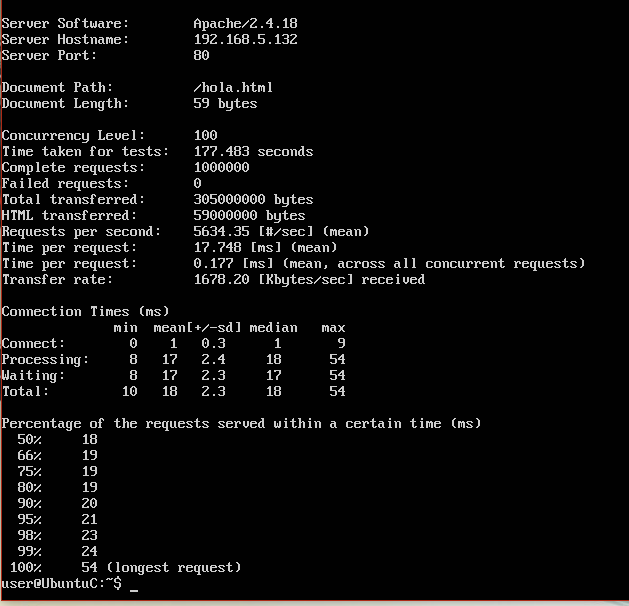 Server Software:        Apache/2.4.18
Server Hostname:        192.168.5.132
Server Port:            80
Document Path:          /hola.html
Document Length:        59 bytes
Concurrency Level:      100
Time taken for tests:   177.483 seconds
Complete requests:      1000000
Failed requests:        0
Total transferred:      305000000 bytes
HTML transferred:       59000000 bytes
Requests per second:    5634.35 [#/sec] (mean)
Time per request:       17.748 [ms] (mean)
Time per request:       0.177 [ms] (mean, across all concurrent requests)
Transfer rate:          1678.20 [Kbytes/sec] received
Connection Times (ms)
              min  mean[+/-sd] median   max
Connect:        0    1   0.3      1       9
Processing:     8   17   2.4     18      54
Waiting:        8   17   2.3     17      54
Total:         10   18   2.3     18      54
Percentage of the requests served within a certain time (ms)
  50%     18
  66%     19
  75%     19
  80%     19
  90%     20
  95%     21
  98%     23
  99%     24
 100%     54 (longest request)
user@UbuntuC:~$ _